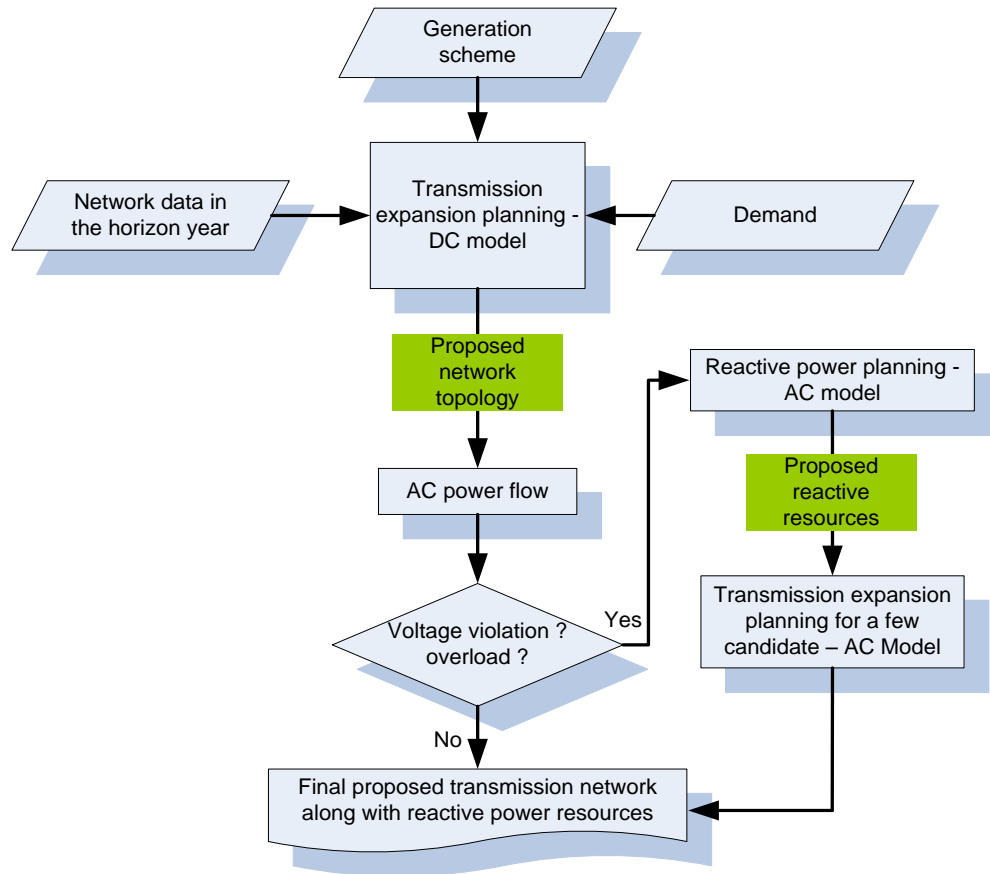 Generation
scheme
Network data in
the horizon year
Transmission
expansion planning -
DC model
Demand
Proposed
network
topology
Reactive power planning -
AC model
AC power flow
Proposed
reactive
resources
Voltage violation ?
overload ?
Yes
Transmission expansion
planning for a few
candidate – AC Model
No
Final proposed transmission network
along with reactive power resources